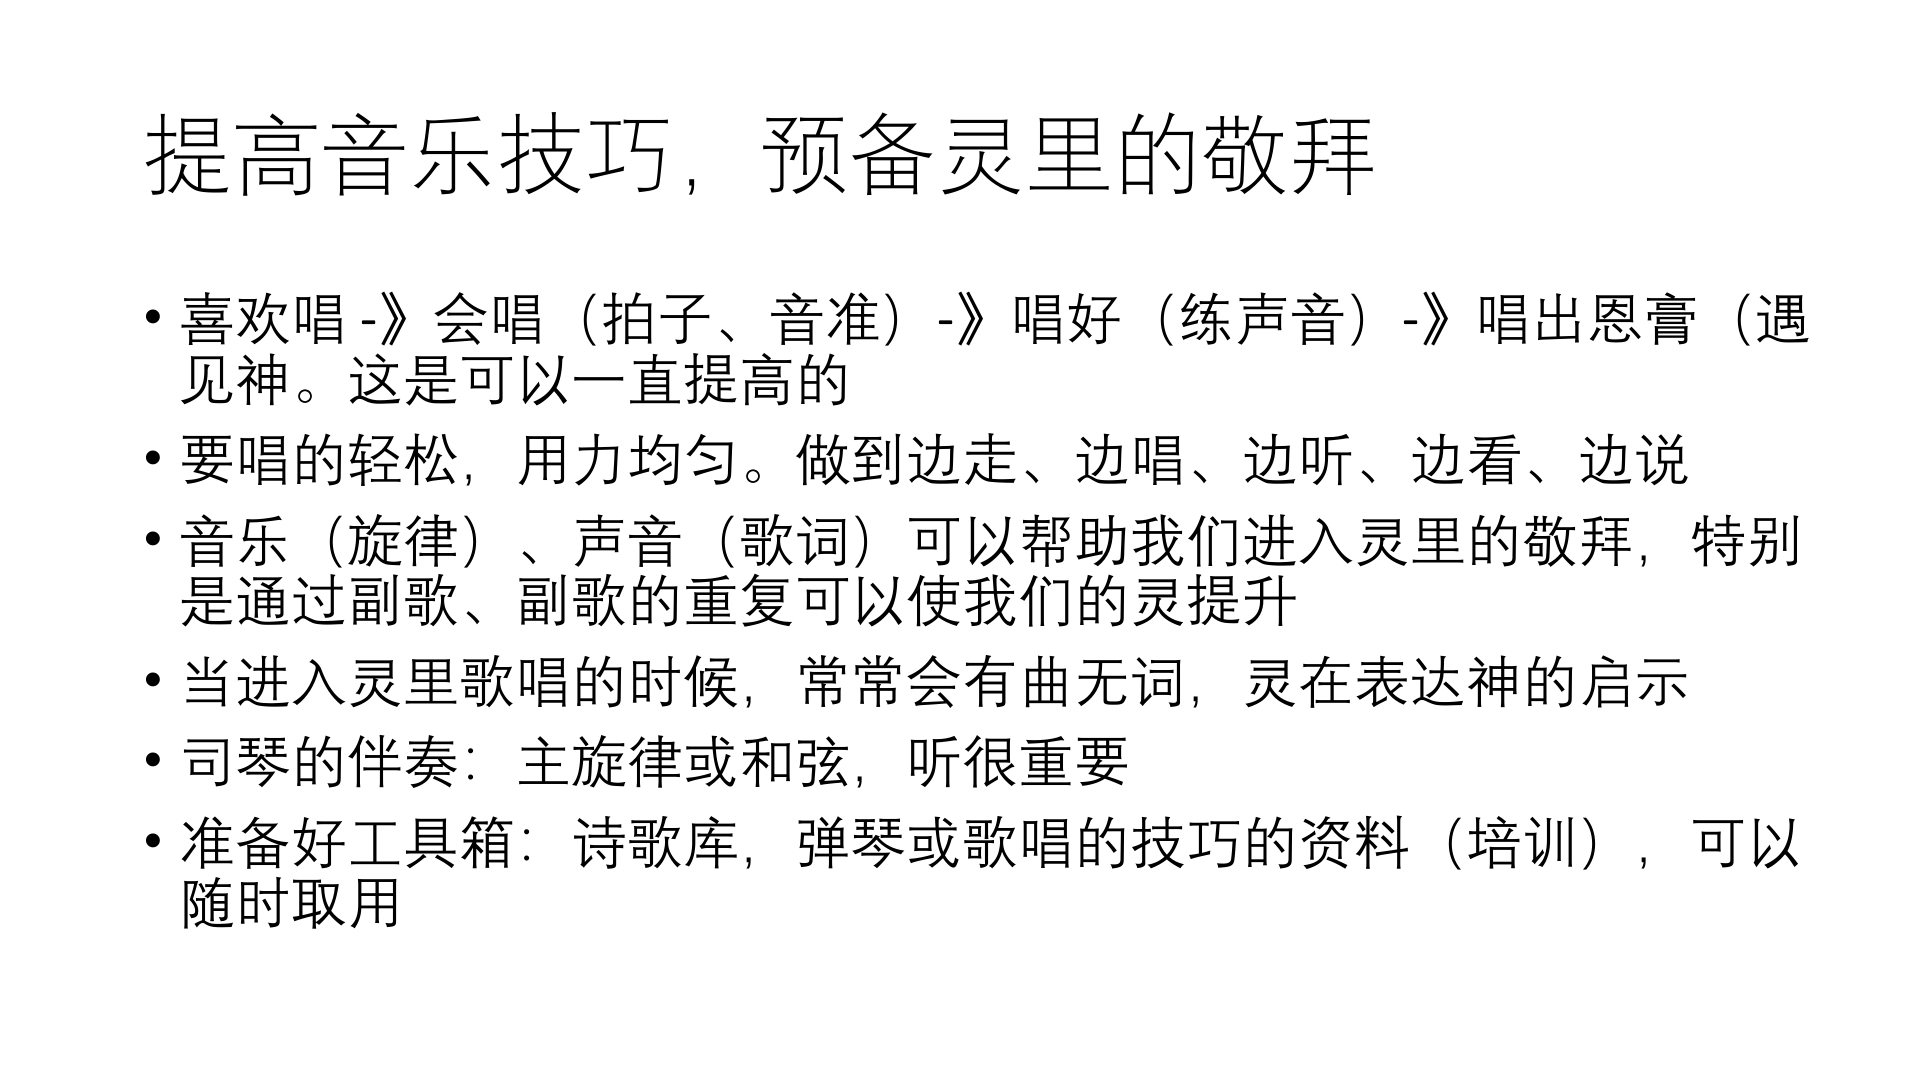 提高音乐技巧，预备灵里的敬拜
• 喜欢唱 -》会唱（拍子、音准）-》唱好（练声音）-》唱出恩膏（遇
见神。这是可以一直提高的
• 要唱的轻松，用力均匀。做到边走、边唱、边听、边看、边说
• 音乐（旋律）、声音（歌词）可以帮助我们进入灵里的敬拜，特别
是通过副歌、副歌的重复可以使我们的灵提升
• 当进入灵里歌唱的时候，常常会有曲无词，灵在表达神的启示
• 司琴的伴奏：主旋律或和弦，听很重要
• 准备好工具箱：诗歌库，弹琴或歌唱的技巧的资料（培训），可以
随时取用